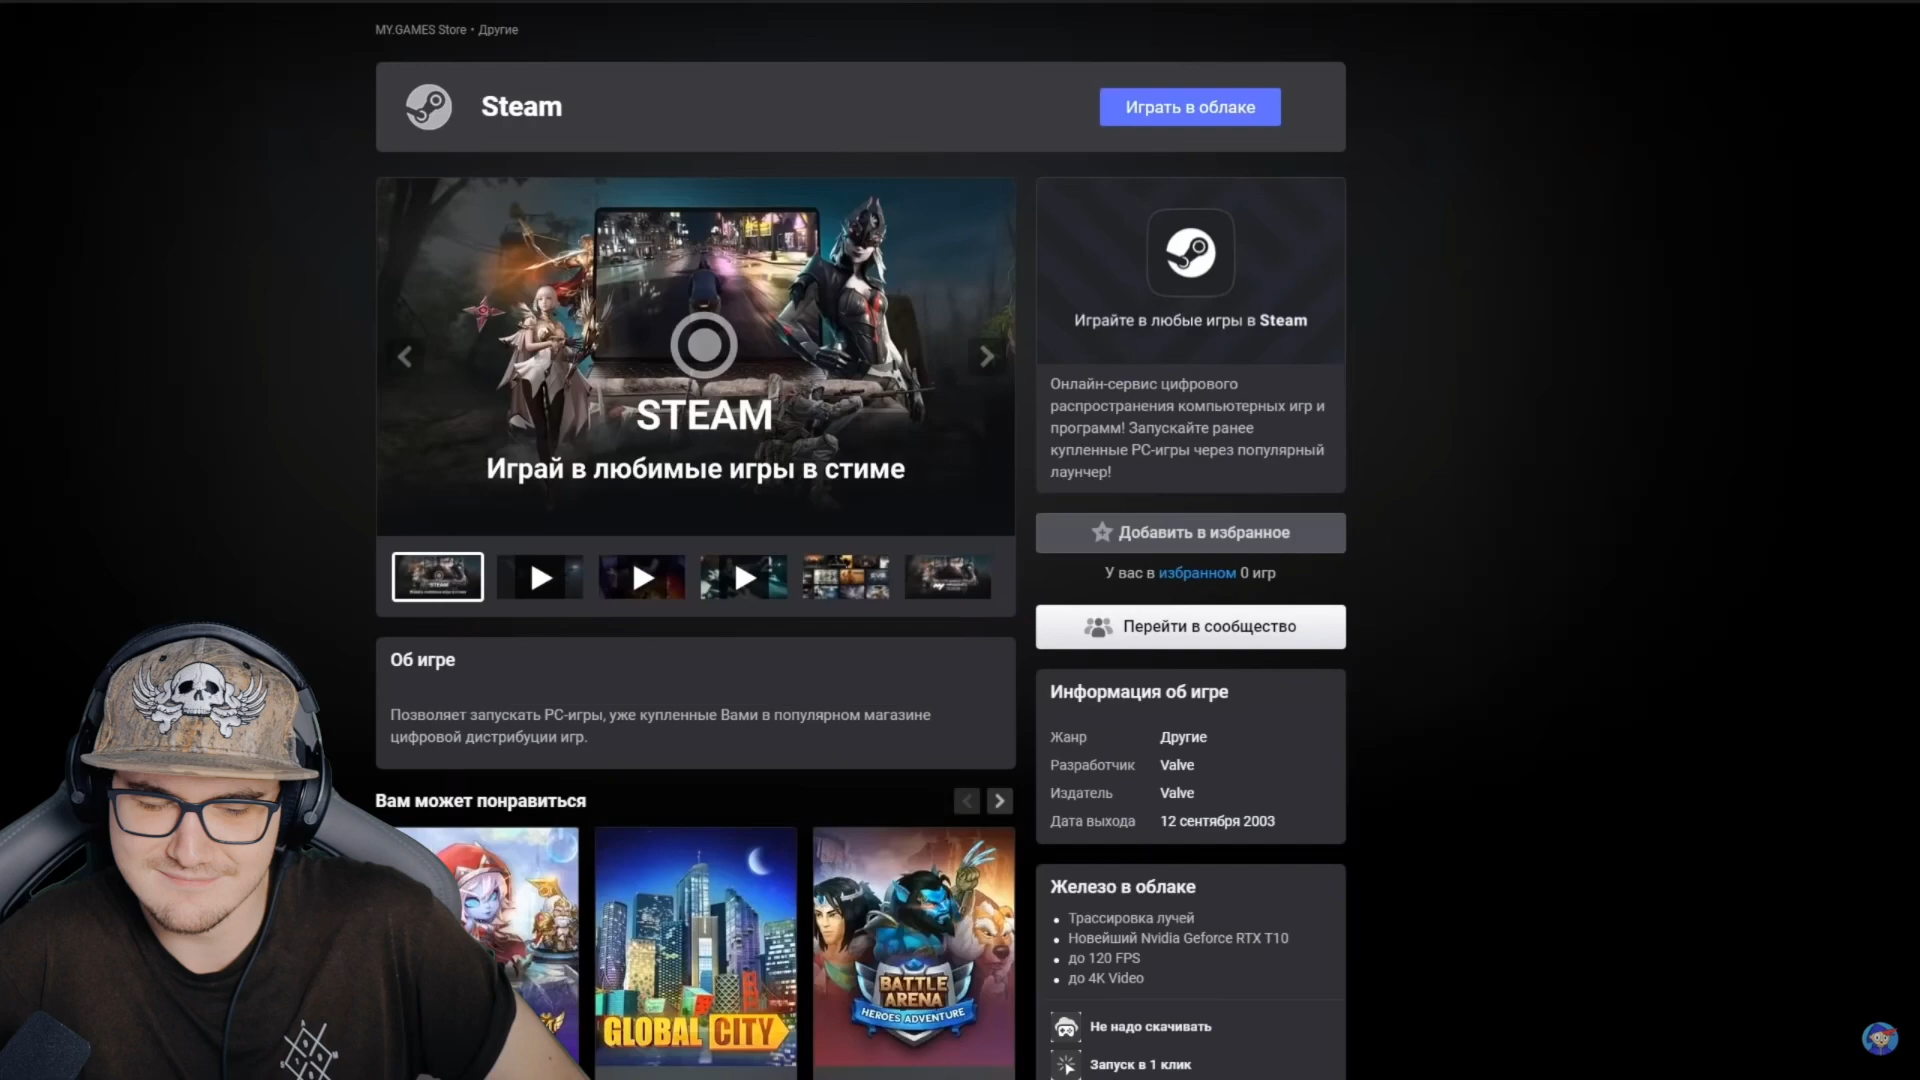 MY.GAMES Store • Другие
Steam
Играть в облаке
STEAM
Играй в любимые игры в стиме
Играйте в любые игры в Steam
Онлайн-сервис цифрового
распространения компьютерных игр и
программ! Запускайте ранее
купленные PC-игры через популярный
лаунчер!
Добавить в избранное
У вас в избранном 0 игр
Перейти в сообщество
Об игре
Позволяет запускать PC-игры, уже купленные Вами в популярном магазине
цифровой дистрибуции игр.
Информация об игре
Жанр Другие
Разработчик Valve
Издатель Valve
Дата выхода 12 сентября 2003
Вам может понравиться
GLOBAL CITY
BATTLE
ARENA
HEROES ADVENTURE
Железо в облаке
Трассировка лучей
Новейший Nvidia Geforce RTX T10
до 120 FPS
до 4K Video
Не надо скачивать
Запуск в 1 клик